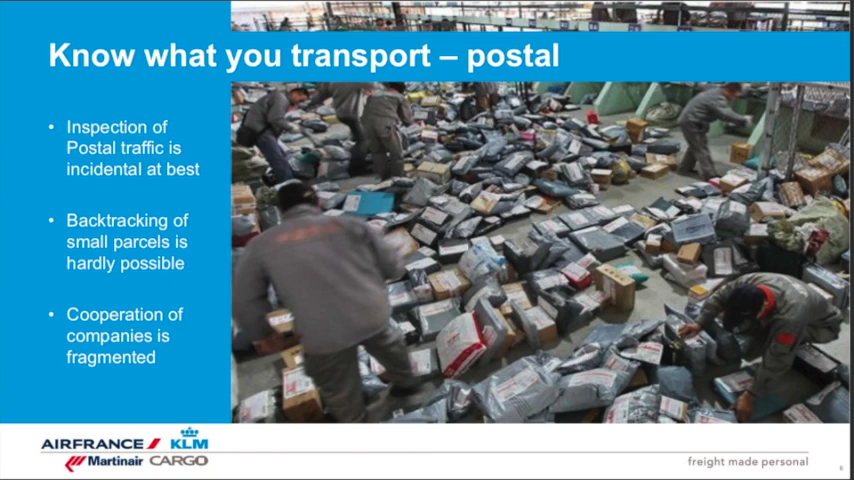 Know what you transport – postal
• Inspection of
Postal traffic is
incidental at best
• Backtracking of
small parcels is
hardly possible
• Cooperation of
companies is
fragmented
AIRFRANCE KLM
Martinair CARGO
freight made personal
6